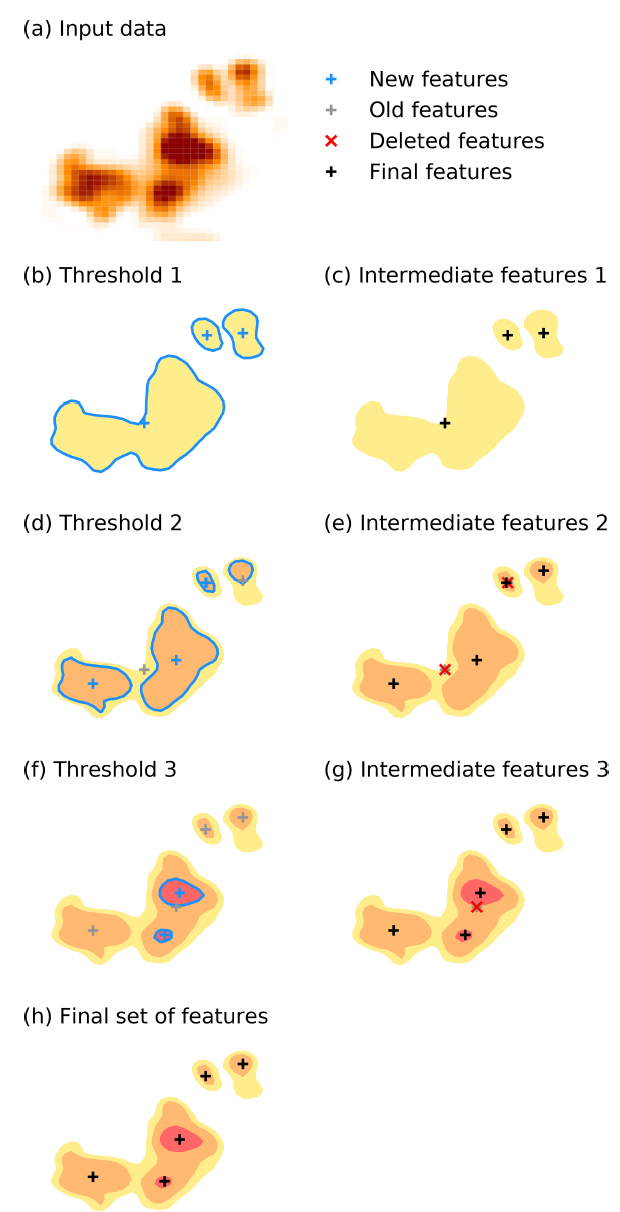 (a) Input data
New features
Old features
Deleted features
Final features
(b) Threshold 1
(c) Intermediate features 1
(d) Threshold 2
(e) Intermediate features 2
(f) Threshold 3
(g) Intermediate features 3
(h) Final set of features